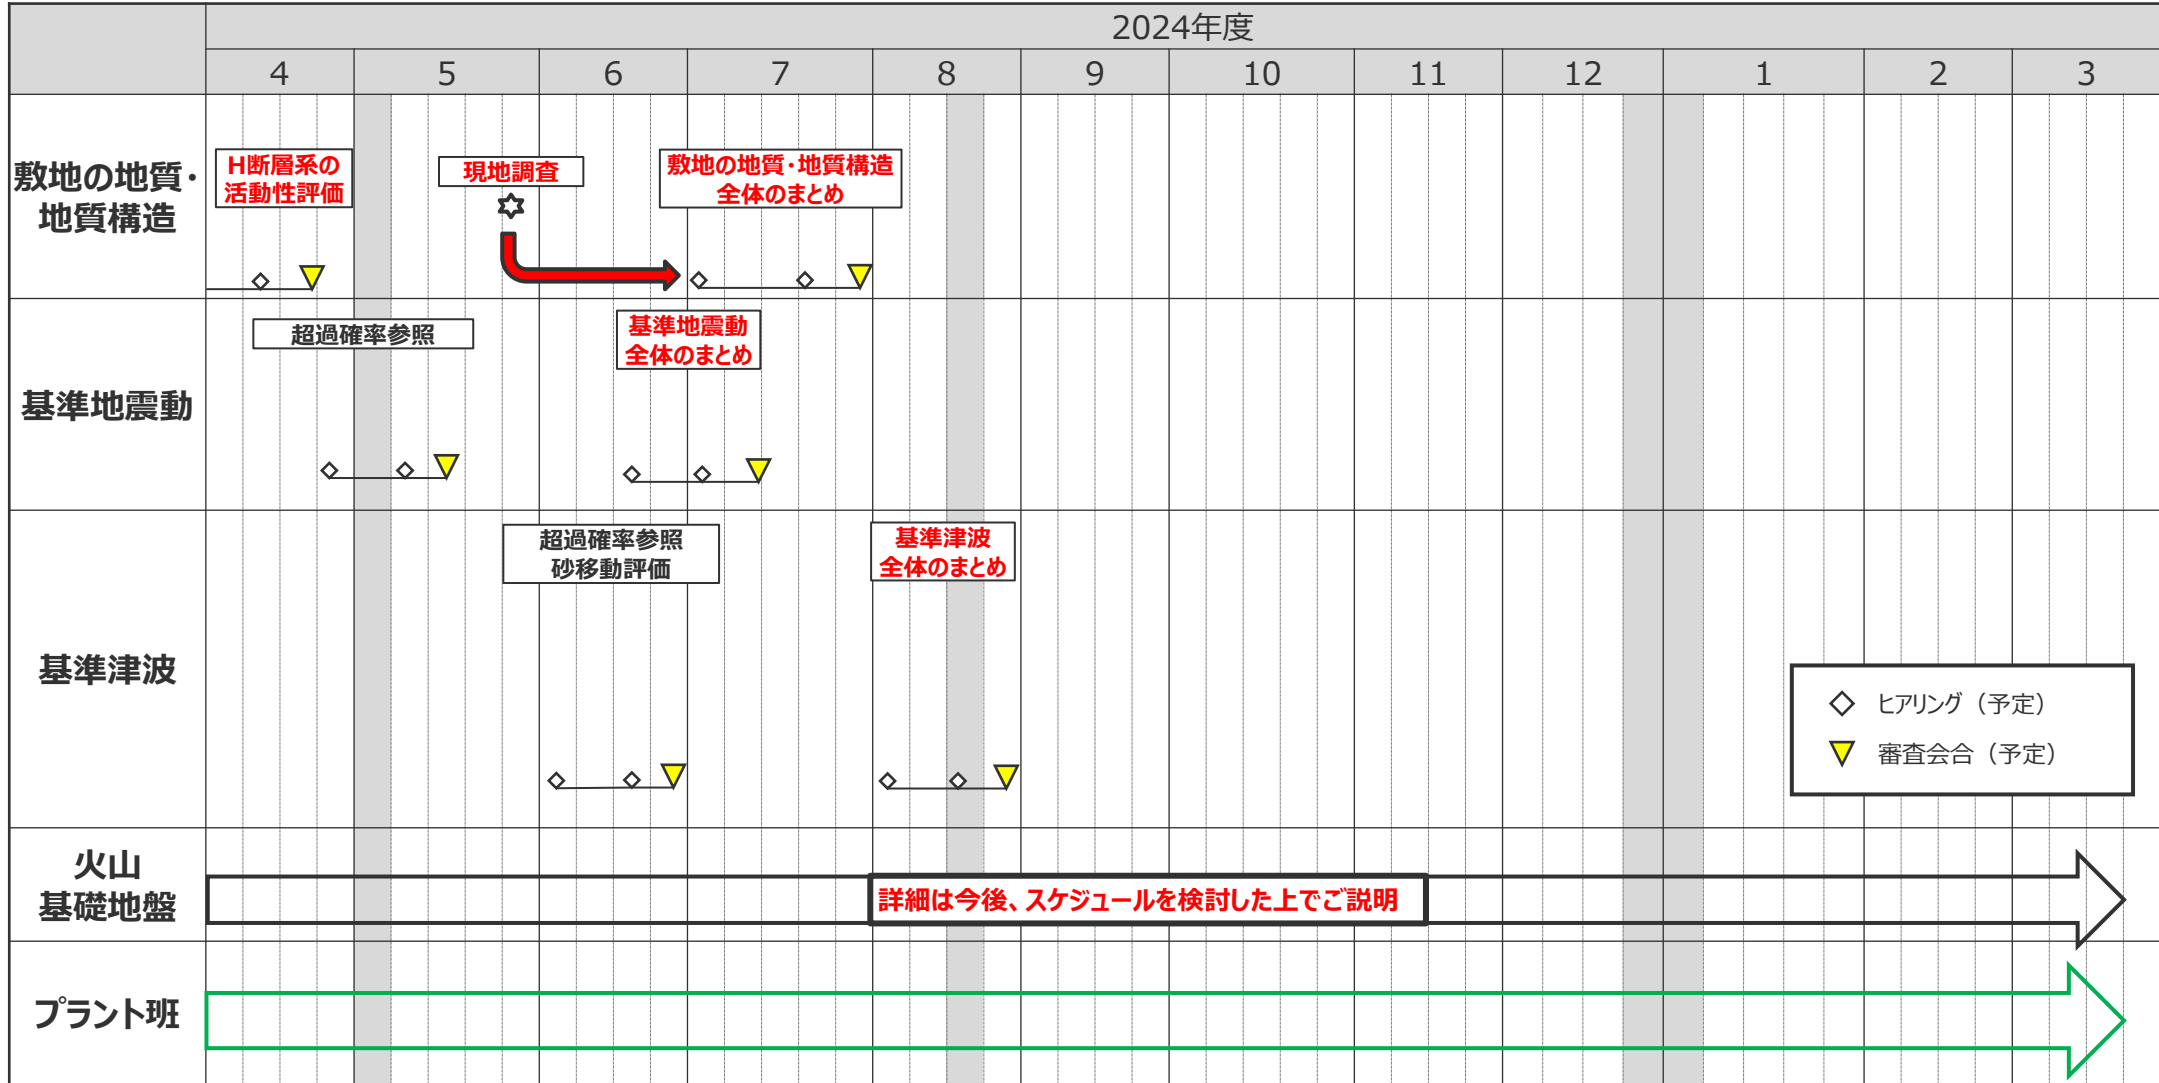 2024年度
4 5 6 7 8 9 10 11 12 1 2 3
敷地の地質・
地質構造
H断層系の
活動性評価
現地調査
敷地の地質・地質構造
全体のまとめ
基準地震動
超過確率参照
基準地震動
全体のまとめ
基準津波
超過確率参照
砂移動評価
基準津波
全体のまとめ
ヒアリング（予定）
審査会合（予定）
火山
基礎地盤
詳細は今後、スケジュールを検討した上でご説明
プラント班